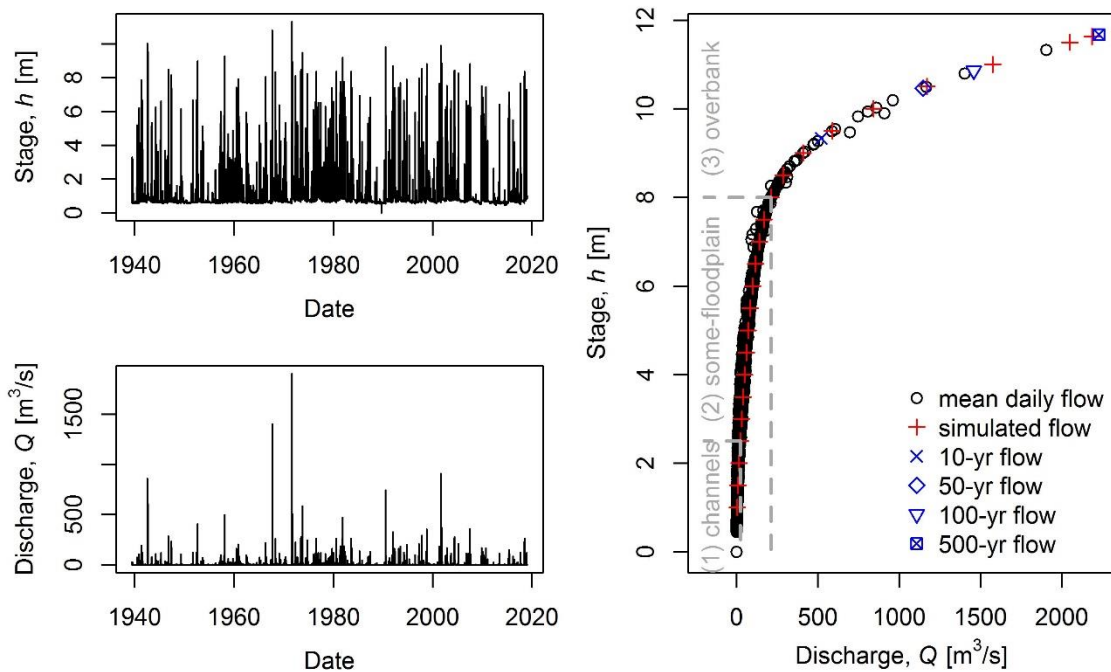 Stage, h [m]
0 2 4 6 8
1940 1960 1980 2000 2020
Date
Discharge, Q [m³/s]
0 500 1500
1940 1960 1980 2000 2020
Date
Stage, h [m]
0 2 4 6 8 10 12
(3) overbank
(2) some-floodplain
(1) channels
mean daily flow
simulated flow
10-yr flow
50-yr flow
100-yr flow
500-yr flow
0 500 1000 1500 2000
Discharge, Q [m³/s]